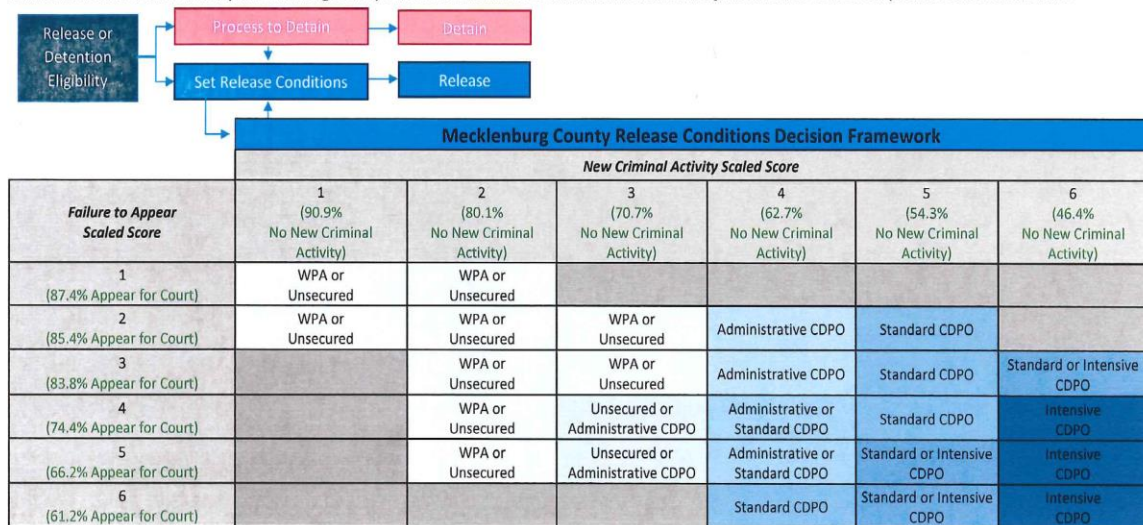 Release or
Detention
Eligibility
Process to Detain
Detain
Set Release Conditions
Release
Mecklenburg County Release Conditions Decision Framework
New Criminal Activity Scaled Score
Failure to Appear
Scaled Score
1
(90.9%
No New Criminal
Activity)
2
(80.1%
No New Criminal
Activity)
3
(70.7%
No New Criminal
Activity)
4
(62.7%
No New Criminal
Activity)
5
(54.3%
No New Criminal
Activity)
6
(46.4%
No New Criminal
Activity)
1
(87.4% Appear for Court)
WPA or
Unsecured
WPA or
Unsecured
2
(85.4% Appear for Court)
WPA or
Unsecured
WPA or
Unsecured
WPA or
Unsecured
Administrative CDPO
Standard CDPO
3
(83.8% Appear for Court)
WPA or
Unsecured
WPA or
Unsecured
Administrative CDPO
Standard CDPO
Standard or Intensive
CDPO
4
(74.4% Appear for Court)
WPA or
Unsecured
Unsecured or
Administrative CDPO
Administrative or
Standard CDPO
Standard CDPO
Intensive
CDPO
5
(66.2% Appear for Court)
WPA or
Unsecured
Unsecured or
Administrative CDPO
Administrative or
Standard CDPO
Standard or Intensive
CDPO
Intensive
CDPO
6
(61.2% Appear for Court)
Standard CDPO
Standard or Intensive
CDPO
Intensive
CDPO